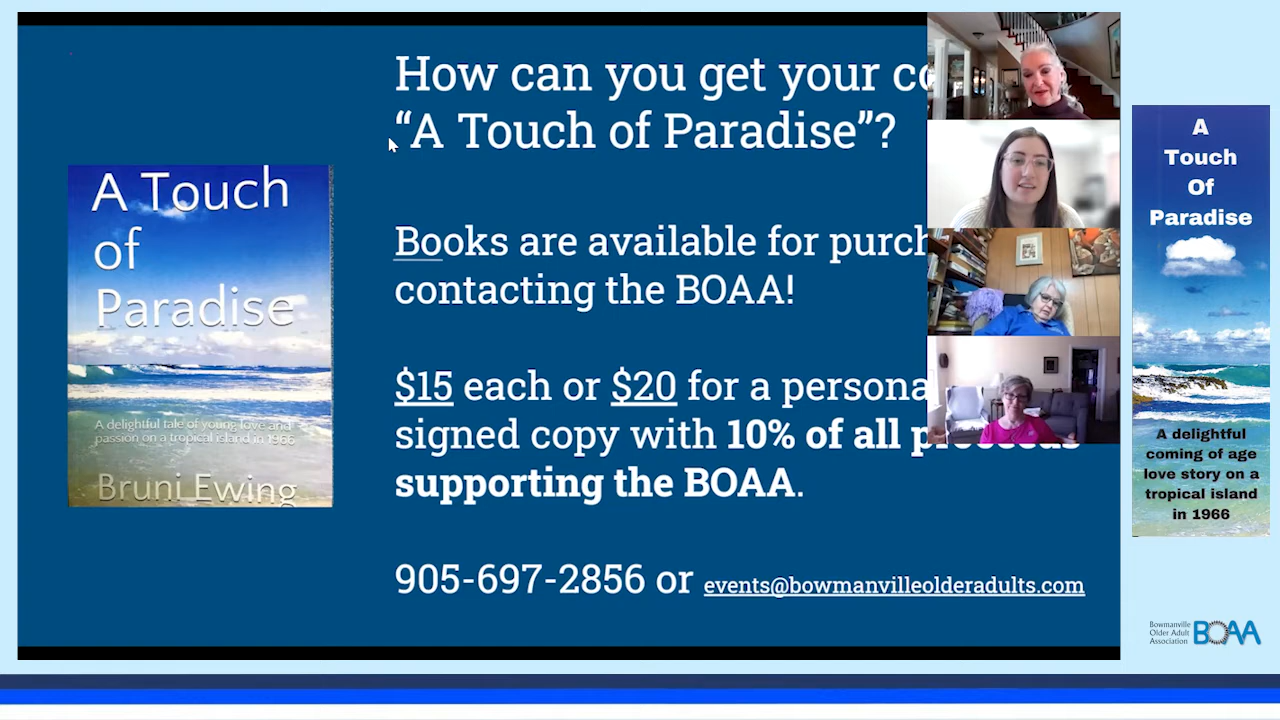 How can you get your co
“A Touch of Paradise”?
Books are available for purch
contacting the BOAA!
$15 each or $20 for a persona
signed copy with 10% of all proceeds
supporting the BOAA.
905-697-2856 or events@bowmanvilleolderadults.com
A Touch
of
Paradise
A delightful tale of young love and
passion on a tropical island in 1966
Bruni Ewing
A
Touch
Of
Paradise
A delightful
coming of age
love story on a
tropical island
in 1966
Bowmanville
Older Adult
Association
BOAA